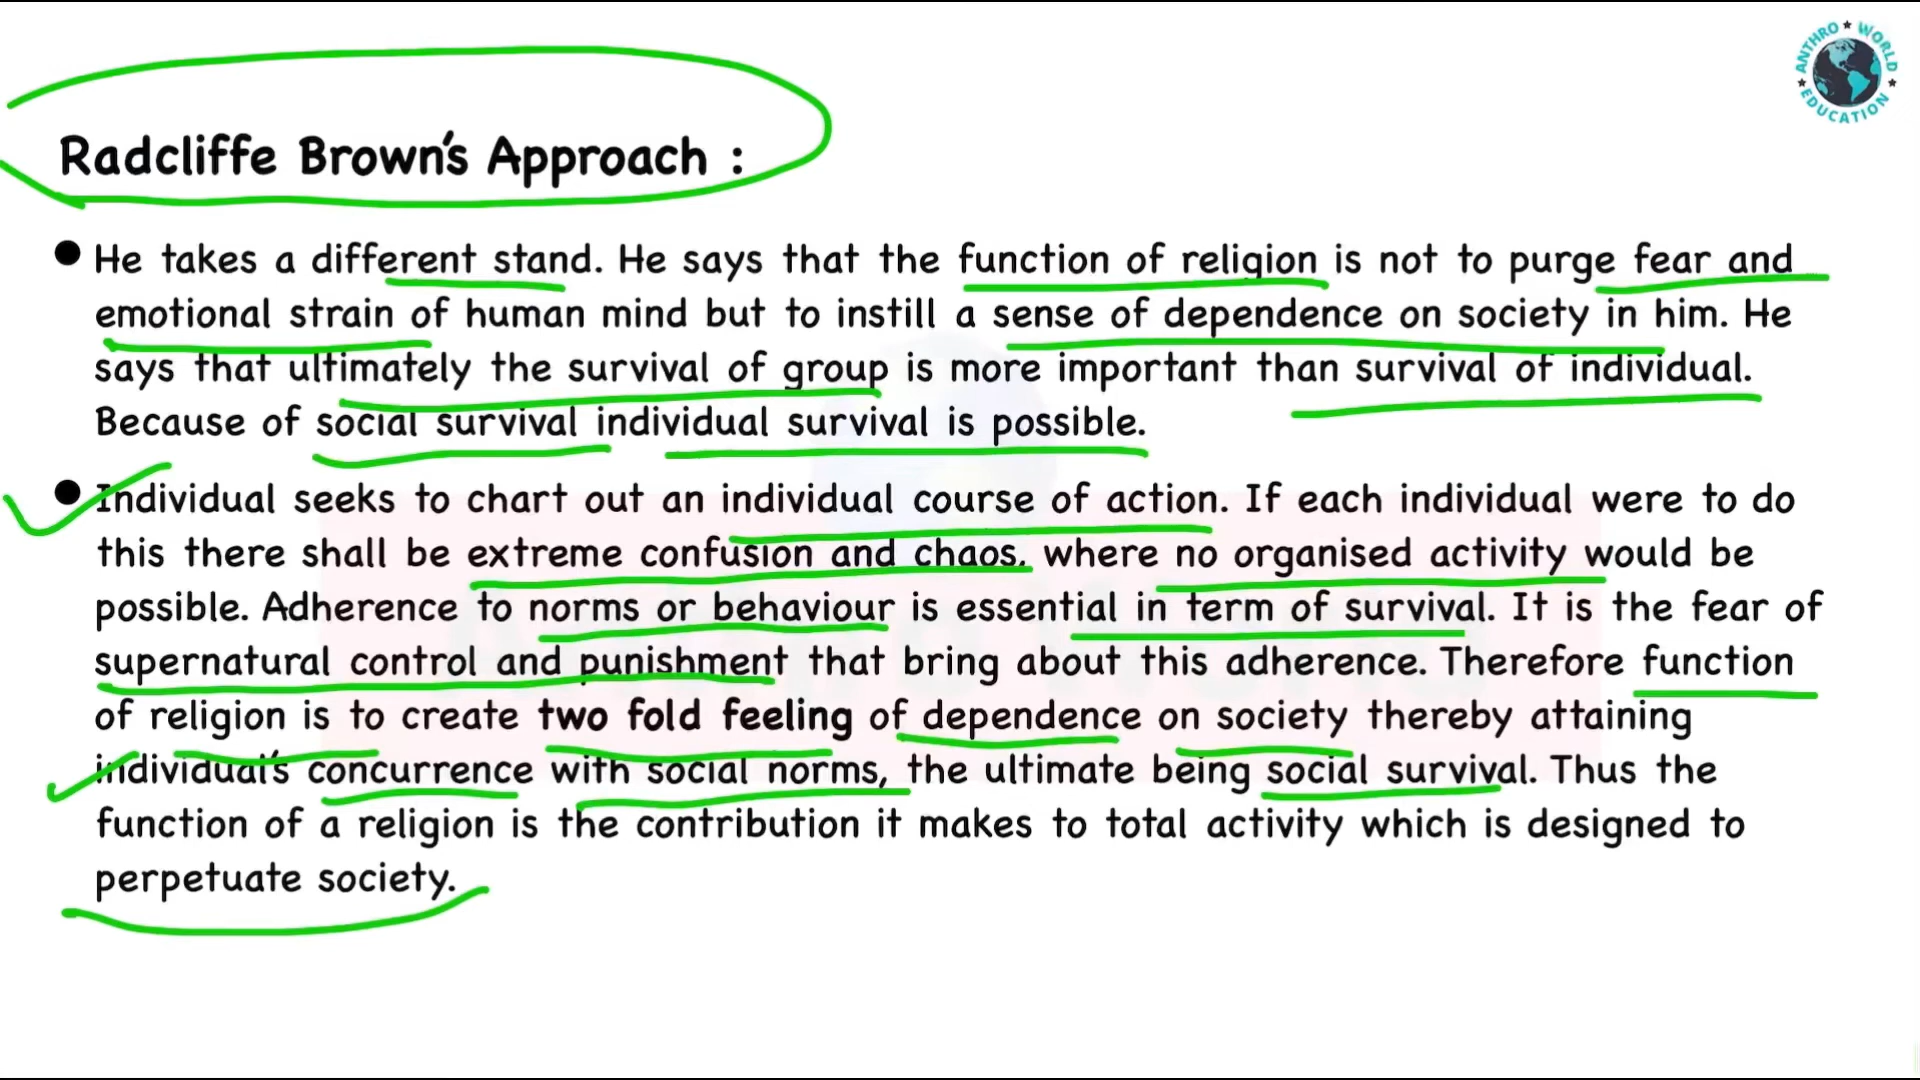 ANTHRO ★ WORLD ★ EDUCATION ★
Radcliffe Brown's Approach :
● He takes a different stand. He says that the function of religion is not to purge fear and
emotional strain of human mind but to instill a sense of dependence on society in him. He
says that ultimately the survival of group is more important than survival of individual.
Because of social survival individual survival is possible.
● Individual seeks to chart out an individual course of action. If each individual were to do
this there shall be extreme confusion and chaos, where no organised activity would be
possible. Adherence to norms or behaviour is essential in term of survival. It is the fear of
supernatural control and punishment that bring about this adherence. Therefore function
of religion is to create two fold feeling of dependence on society thereby attaining
individual's concurrence with social norms, the ultimate being social survival. Thus the
function of a religion is the contribution it makes to total activity which is designed to
perpetuate society.